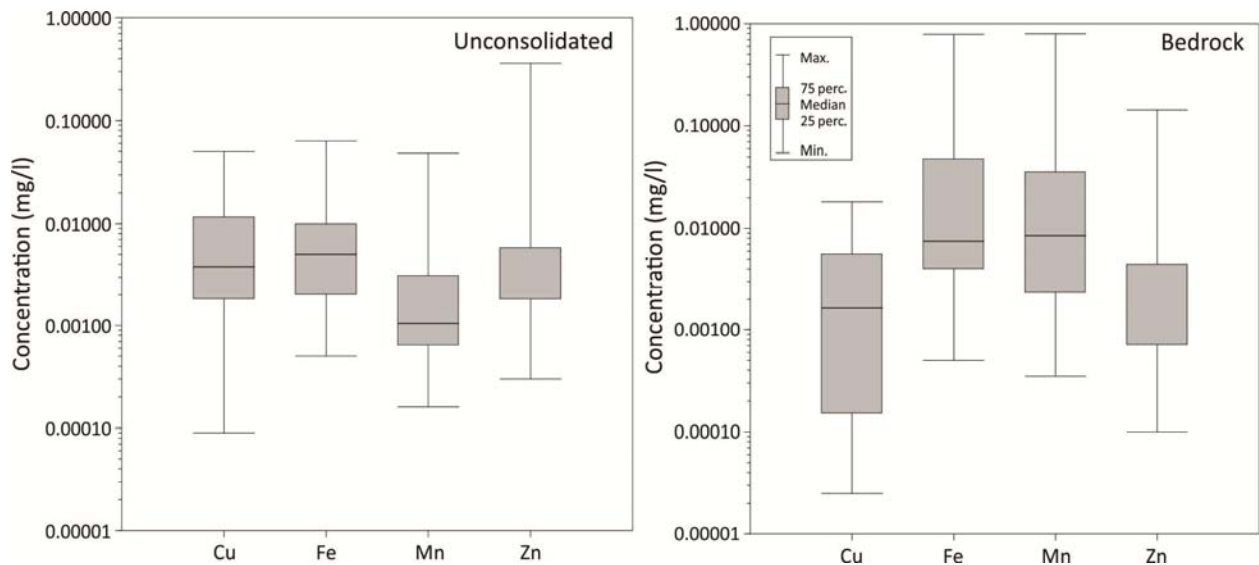 Unconsolidated
Concentration (mg/l)
1.00000
0.10000
0.01000
0.00100
0.00010
0.00001
Cu Fe Mn Zn
Bedrock
Max.
75 perc.
Median
25 perc.
Min.
Concentration (mg/l)
1.00000
0.10000
0.01000
0.00100
0.00010
0.00001
Cu Fe Mn Zn